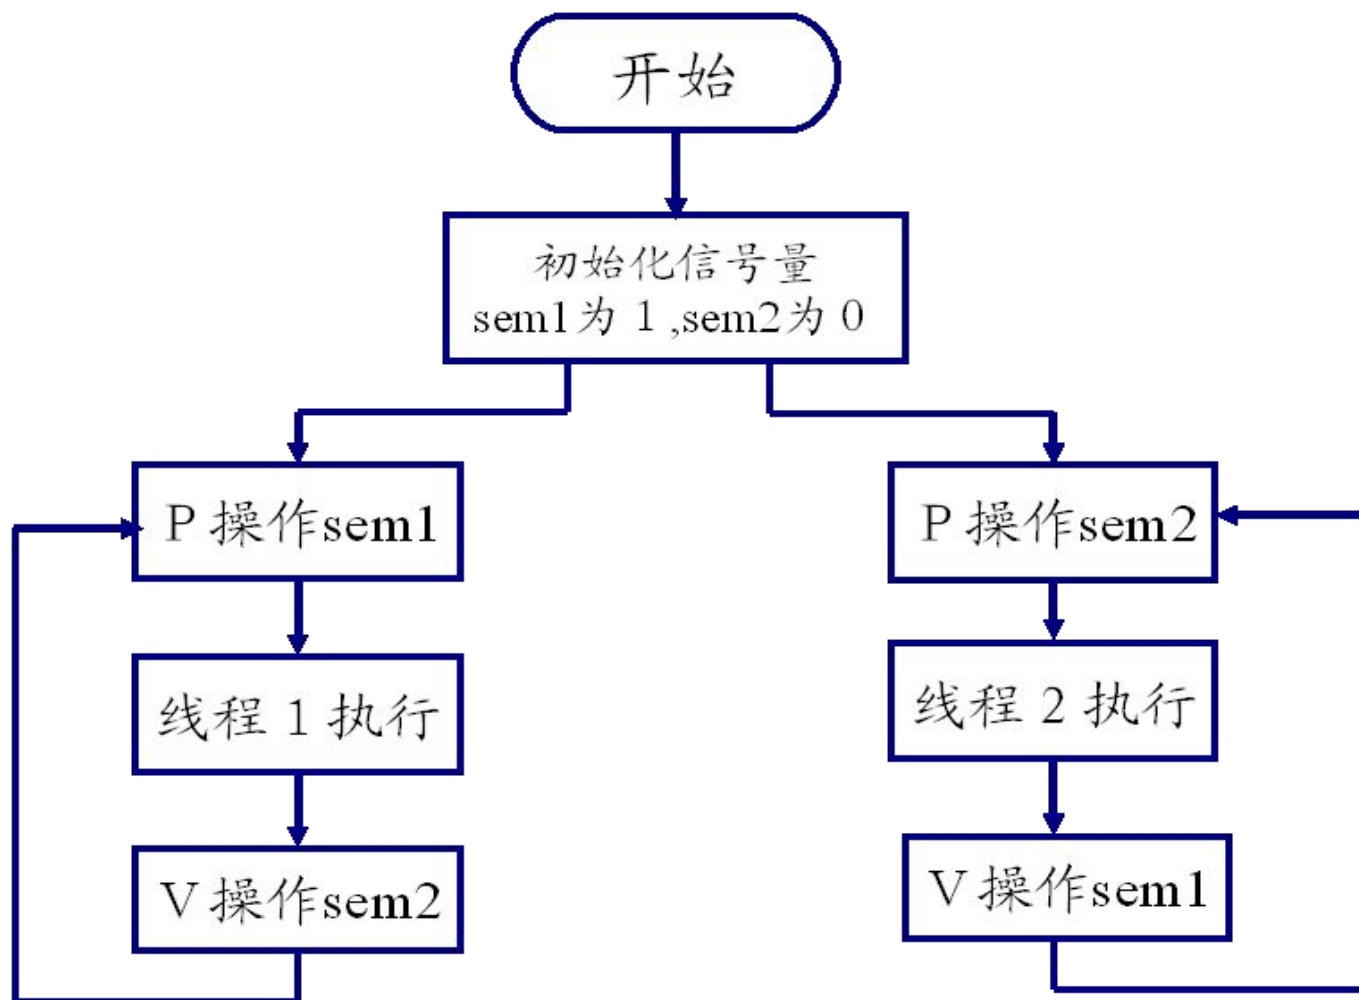 开始
初始化信号量
sem1为 1 ,sem2为 0
P 操作sem1
P 操作sem2
线程 1 执行
线程 2 执行
V 操作sem2
V 操作sem1